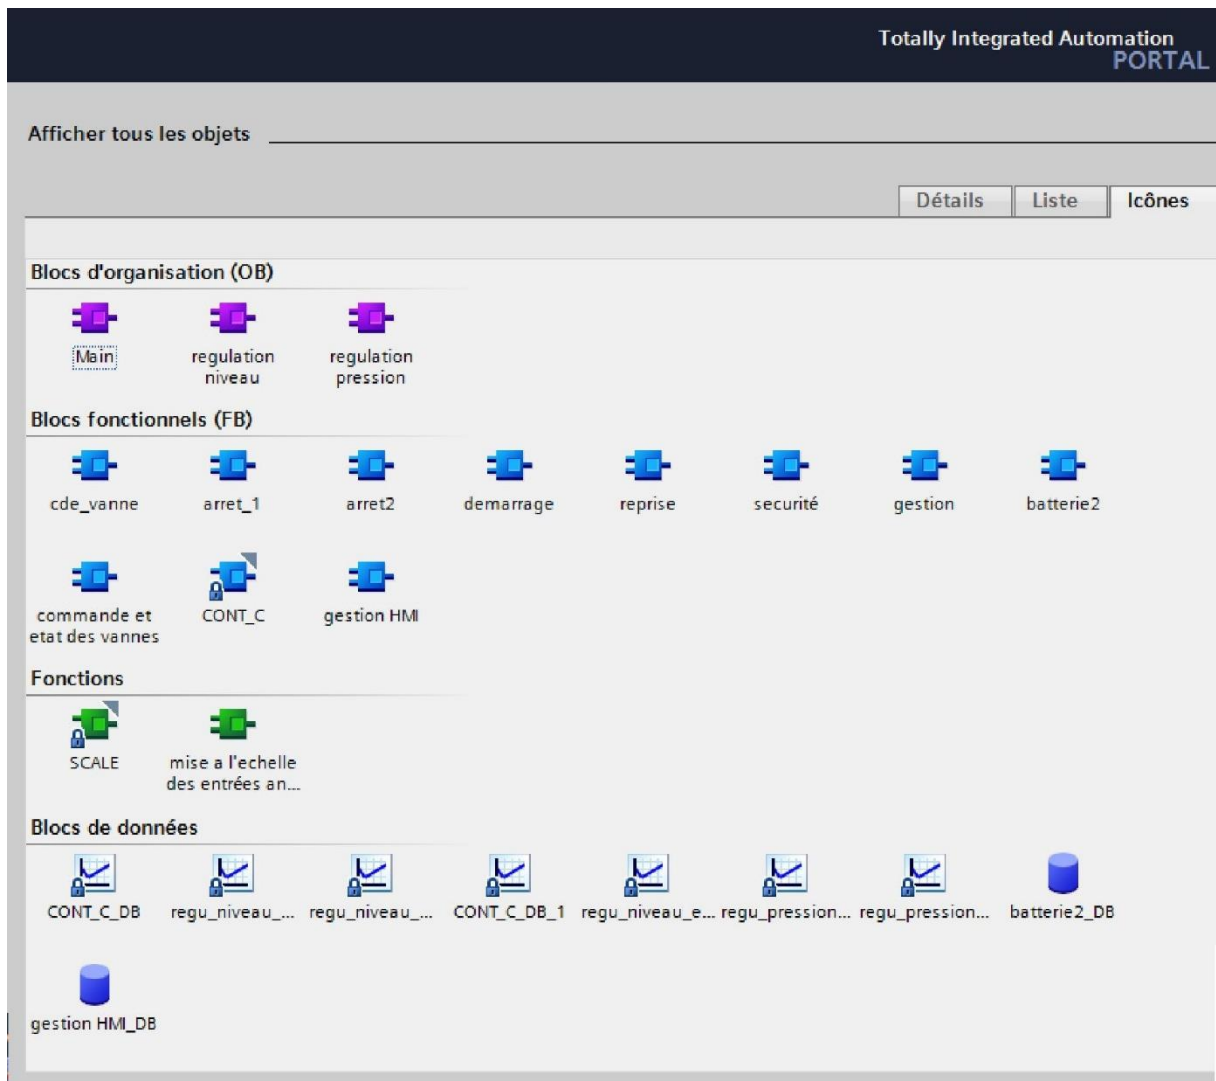 Totally Integrated Automation
PORTAL
Afficher tous les objets
Détails Liste Icônes
Blocs d'organisation (OB)
Main regulation regulation
niveau pression
Blocs fonctionnels (FB)
cde_vanne arret_1 arret2 demarrage reprise securité gestion batterie2
commande et CONT_C gestion HMI
etat des vannes
Fonctions
SCALE mise a l'echelle
des entrées an...
Blocs de données
CONT_C_DB regu_niveau_... regu_niveau_... CONT_C_DB_1 regu_niveau_e... regu_pression... regu_pression... batterie2_DB
gestion HMI_DB